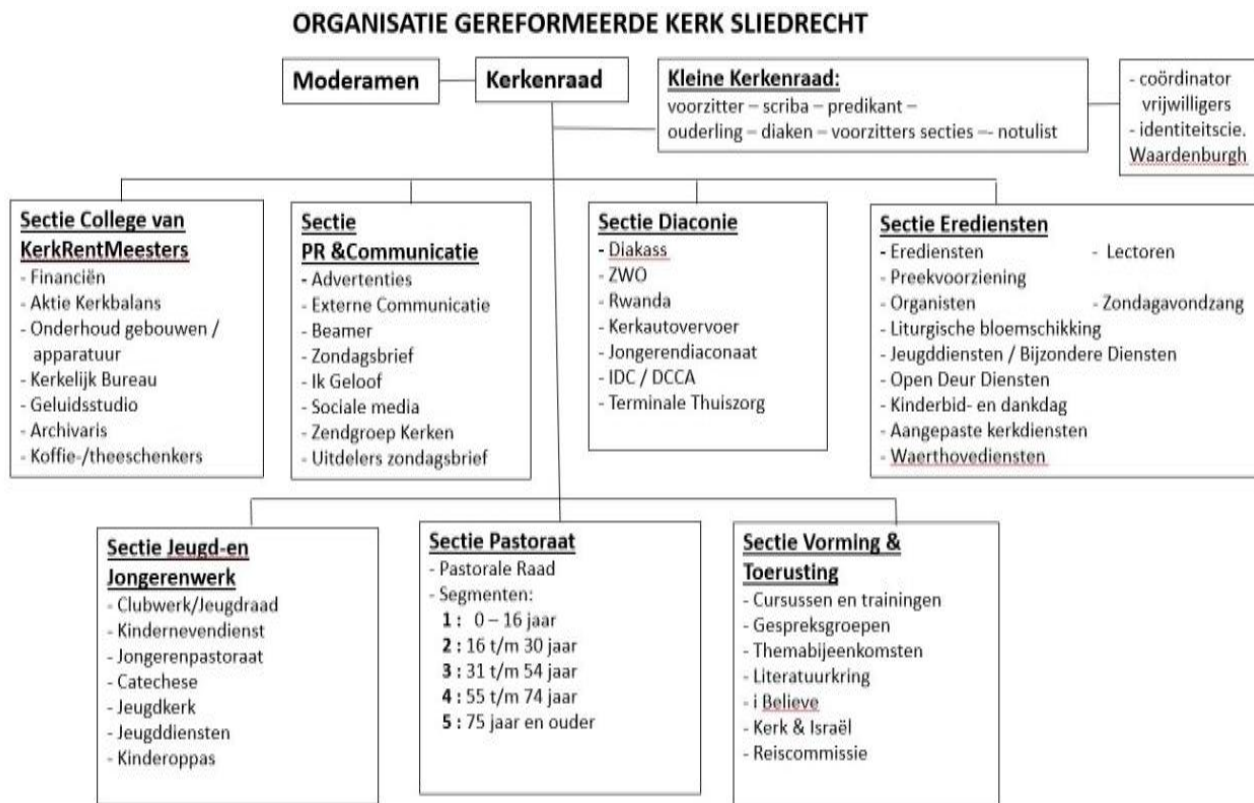 ORGANISATIE GEREFORMEERDE KERK SLIEDRECHT
Moderamen
Kerkenraad
Kleine Kerkenraad:
voorzitter – scriba – predikant –
ouderling – diaken – voorzitters secties –- notulist
- coördinator
vrijwilligers
- identiteitscie.
Waardenburgh
Sectie College van
KerkRentMeesters
- Financiën
- Aktie Kerkbalans
- Onderhoud gebouwen /
apparatuur
- Kerkelijk Bureau
- Geluidsstudio
- Archivaris
- Koffie-/theeschenkers
Sectie
PR &Communicatie
- Advertenties
- Externe Communicatie
- Beamer
- Zondagsbrief
- Ik Geloof
- Sociale media
- Zendgroep Kerken
- Uitdelers zondagsbrief
Sectie Diaconie
- Diakass
- ZWO
- Rwanda
- Kerkautovervoer
- Jongerendiaconaat
- IDC / DCCA
- Terminale Thuiszorg
Sectie Erediensten
- Erediensten - Lectoren
- Preekvoorziening
- Organisten - Zondagavondzang
- Liturgische bloemschikking
- Jeugddiensten / Bijzondere Diensten
- Open Deur Diensten
- Kinderbid- en dankdag
- Aangepaste kerkdiensten
- Waerthovediensten
Sectie Jeugd-en
Jongerenwerk
- Clubwerk/Jeugdraad
- Kindernevendienst
- Jongerenpastoraat
- Catechese
- Jeugdkerk
- Jeugddiensten
- Kinderoppas
Sectie Pastoraat
- Pastorale Raad
- Segmenten:
1 : 0 – 16 jaar
2 : 16 t/m 30 jaar
3 : 31 t/m 54 jaar
4 : 55 t/m 74 jaar
5 : 75 jaar en ouder
Sectie Vorming &
Toerusting
- Cursussen en trainingen
- Gespreksgroepen
- Themabijeenkomsten
- Literatuurkring
- i Believe
- Kerk & Israël
- Reiscommissie